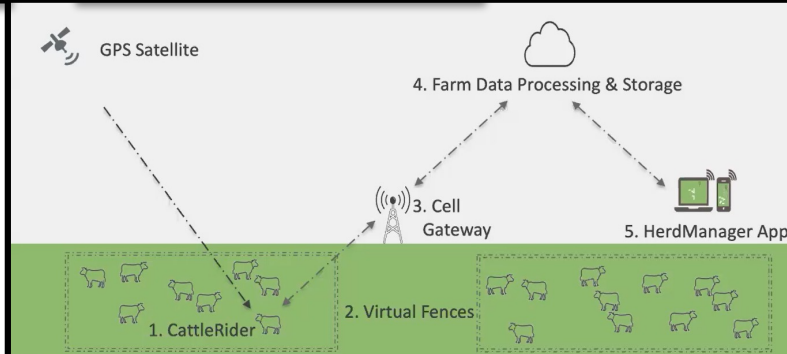 GPS Satellite
4. Farm Data Processing & Storage
3. Cell
Gateway
5. HerdManager App
2. Virtual Fences
1. CattleRider